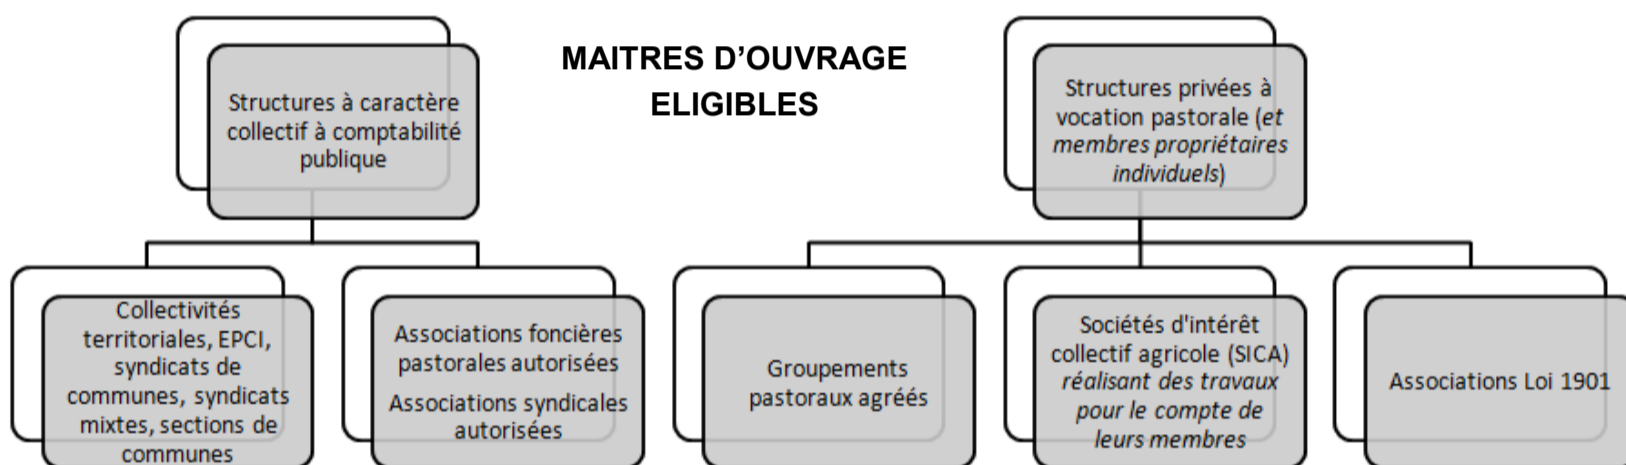 MAITRES D'OUVRAGE
ELIGIBLES
Structures à caractère
collectif à comptabilité
publique
Structures privées à
vocation pastorale (et
membres propriétaires
individuels)
Collectivités
territoriales, EPCI,
syndicats de
communes, syndicats
mixtes, sections de
communes
Associations foncières
pastorales autorisées
Associations syndicales
autorisées
Groupements
pastoraux agréés
Sociétés d'intérêt
collectif agricole (SICA)
réalisant des travaux
pour le compte de
leurs membres
Associations Loi 1901